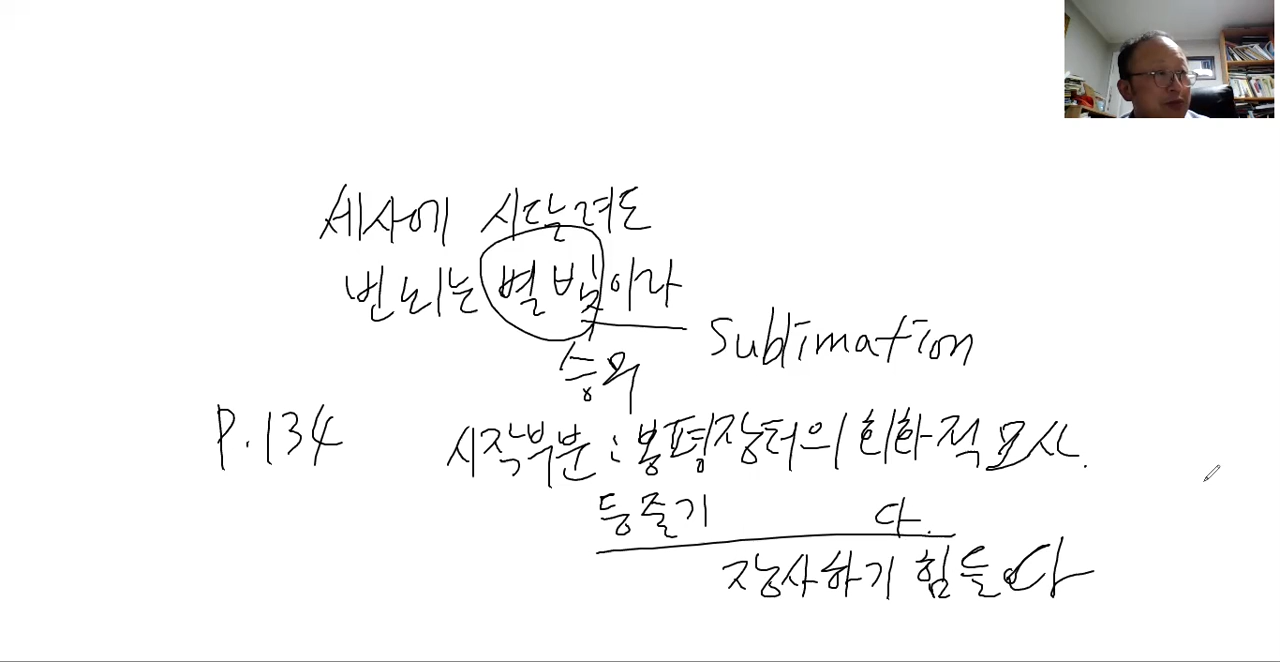 세사에 시달려도
번뇌는 별빛이라
Sublimation
승화
P.134 시작부분 : 봉평장터의 회화적 묘사.
등줄기 다.
장사하기 힘들다